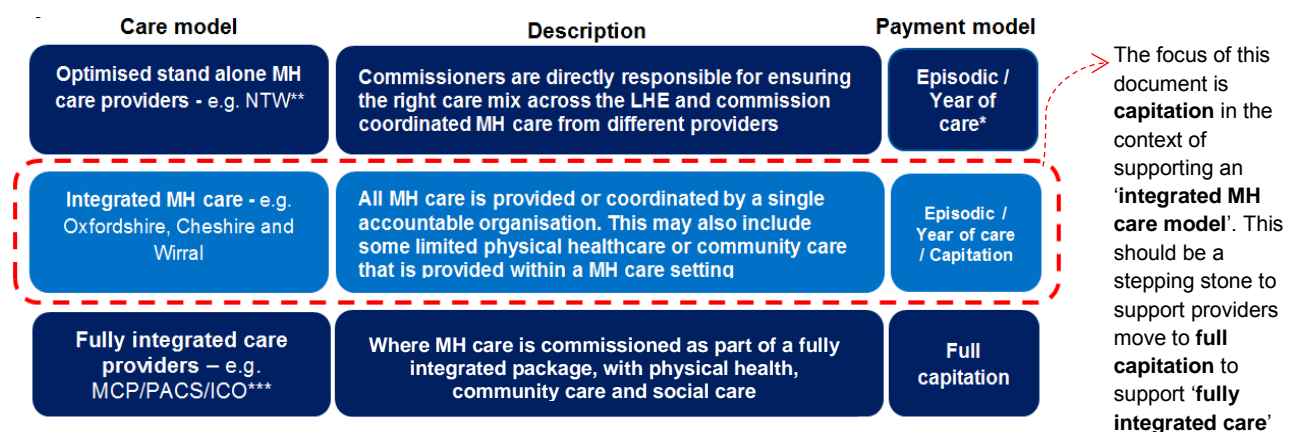 Care model
Description
Payment model
Optimised stand alone MH
care providers - e.g. NTW**
Commissioners are directly responsible for ensuring
the right care mix across the LHE and commission
coordinated MH care from different providers
Episodic /
Year of
care*
Integrated MH care - e.g.
Oxfordshire, Cheshire and
Wirral
All MH care is provided or coordinated by a single
accountable organisation. This may also include
some limited physical healthcare or community care
that is provided within a MH care setting
Episodic /
Year of care
/ Capitation
Fully integrated care
providers – e.g.
MCP/PACS/ICO***
Where MH care is commissioned as part of a fully
integrated package, with physical health,
community care and social care
Full
capitation
The focus of this
document is
capitation in the
context of
supporting an
‘integrated MH
care model’. This
should be a
stepping stone to
support providers
move to full
capitation to
support ‘fully
integrated care’